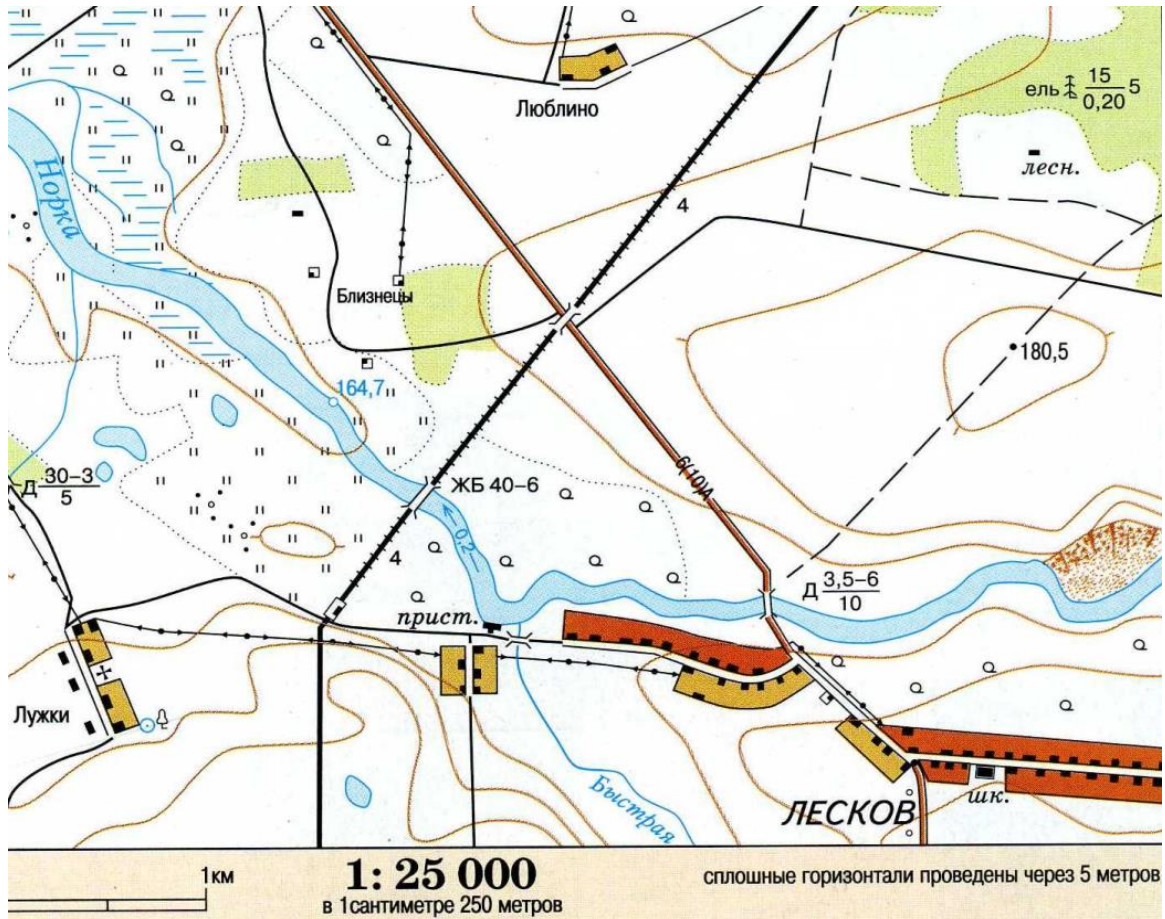 Люблино
ель 15/0,20 5
лесн.
Норка
4
Близнецы
180,5
164,7
Д 30–3/5
ЖБ 40–6
6(10)А
0,2
4
Д 3,5–6/10
прист.
Лужки
Быстрая
ЛЕСКОВ
шк.
1км
1: 25 000
в 1сантиметре 250 метров
сплошные горизонтали проведены через 5 метров